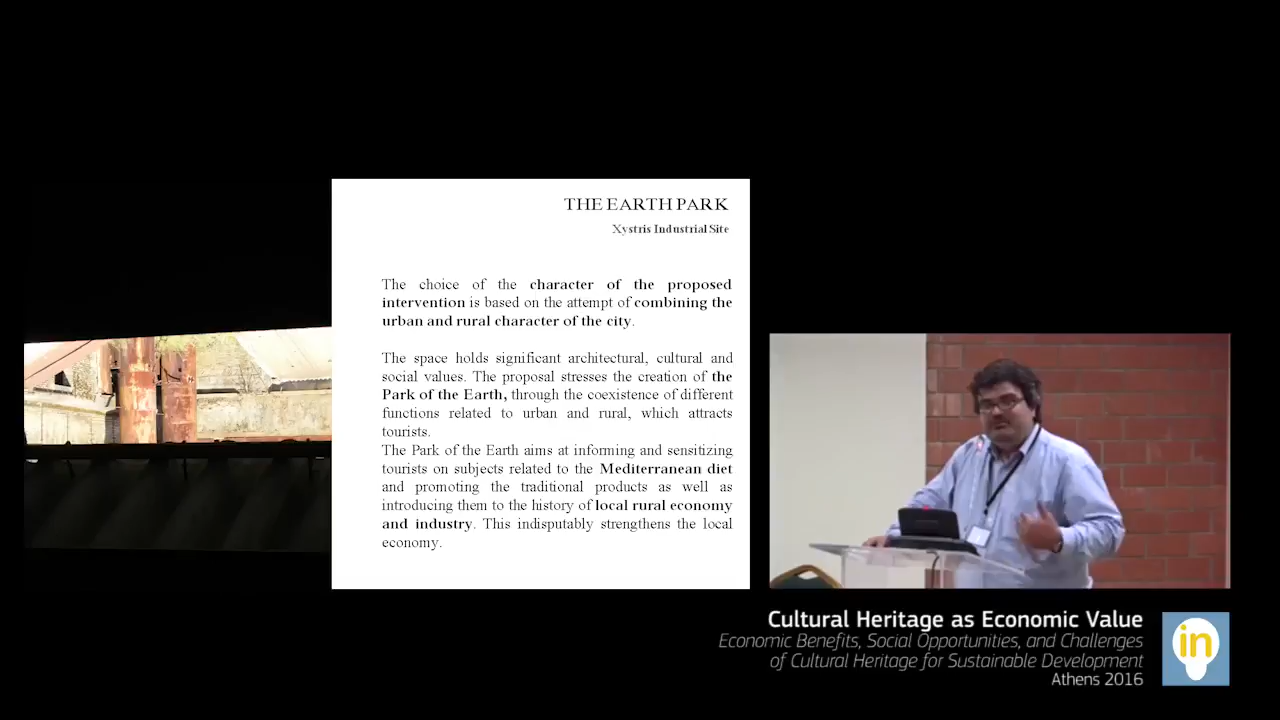 THE EARTH PARK
Xystris Industrial Site
The choice of the character of the proposed
intervention is based on the attempt of combining the
urban and rural character of the city.
The space holds significant architectural, cultural and
social values. The proposal stresses the creation of the
Park of the Earth, through the coexistence of different
functions related to urban and rural, which attracts
tourists.
The Park of the Earth aims at informing and sensitizing
tourists on subjects related to the Mediterranean diet
and promoting the traditional products as well as
introducing them to the history of local rural economy
and industry. This indisputably strengthens the local
economy.
Cultural Heritage as Economic Value
Economic Benefits, Social Opportunities, and Challenges
of Cultural Heritage for Sustainable Development
Athens 2016
in